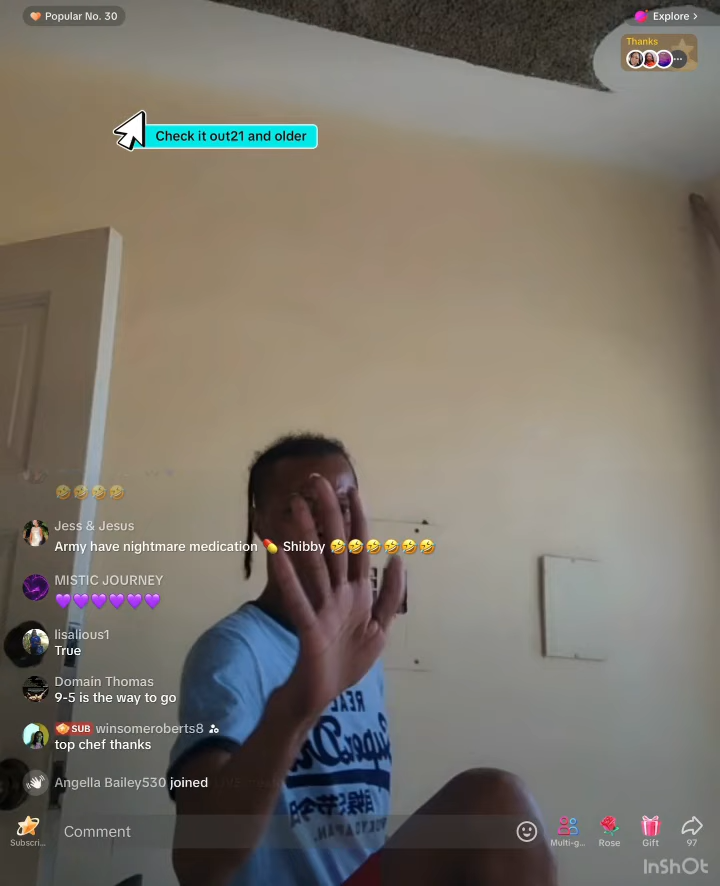 Popular No. 30
Explore >
Thanks
Check it out21 and older
Jess & Jesus
Army have nightmare medication 💊 Shibby 🤣🤣🤣🤣🤣🤣
MISTIC JOURNEY
💜💜💜💜💜💜
lisalious1
True
Domain Thomas
9-5 is the way to go
SUB winsomeroberts8
top chef thanks
Angella Bailey530 joined
REAL
Subscri...
Comment
Multi-g...
Rose
Gift
97
InShOt